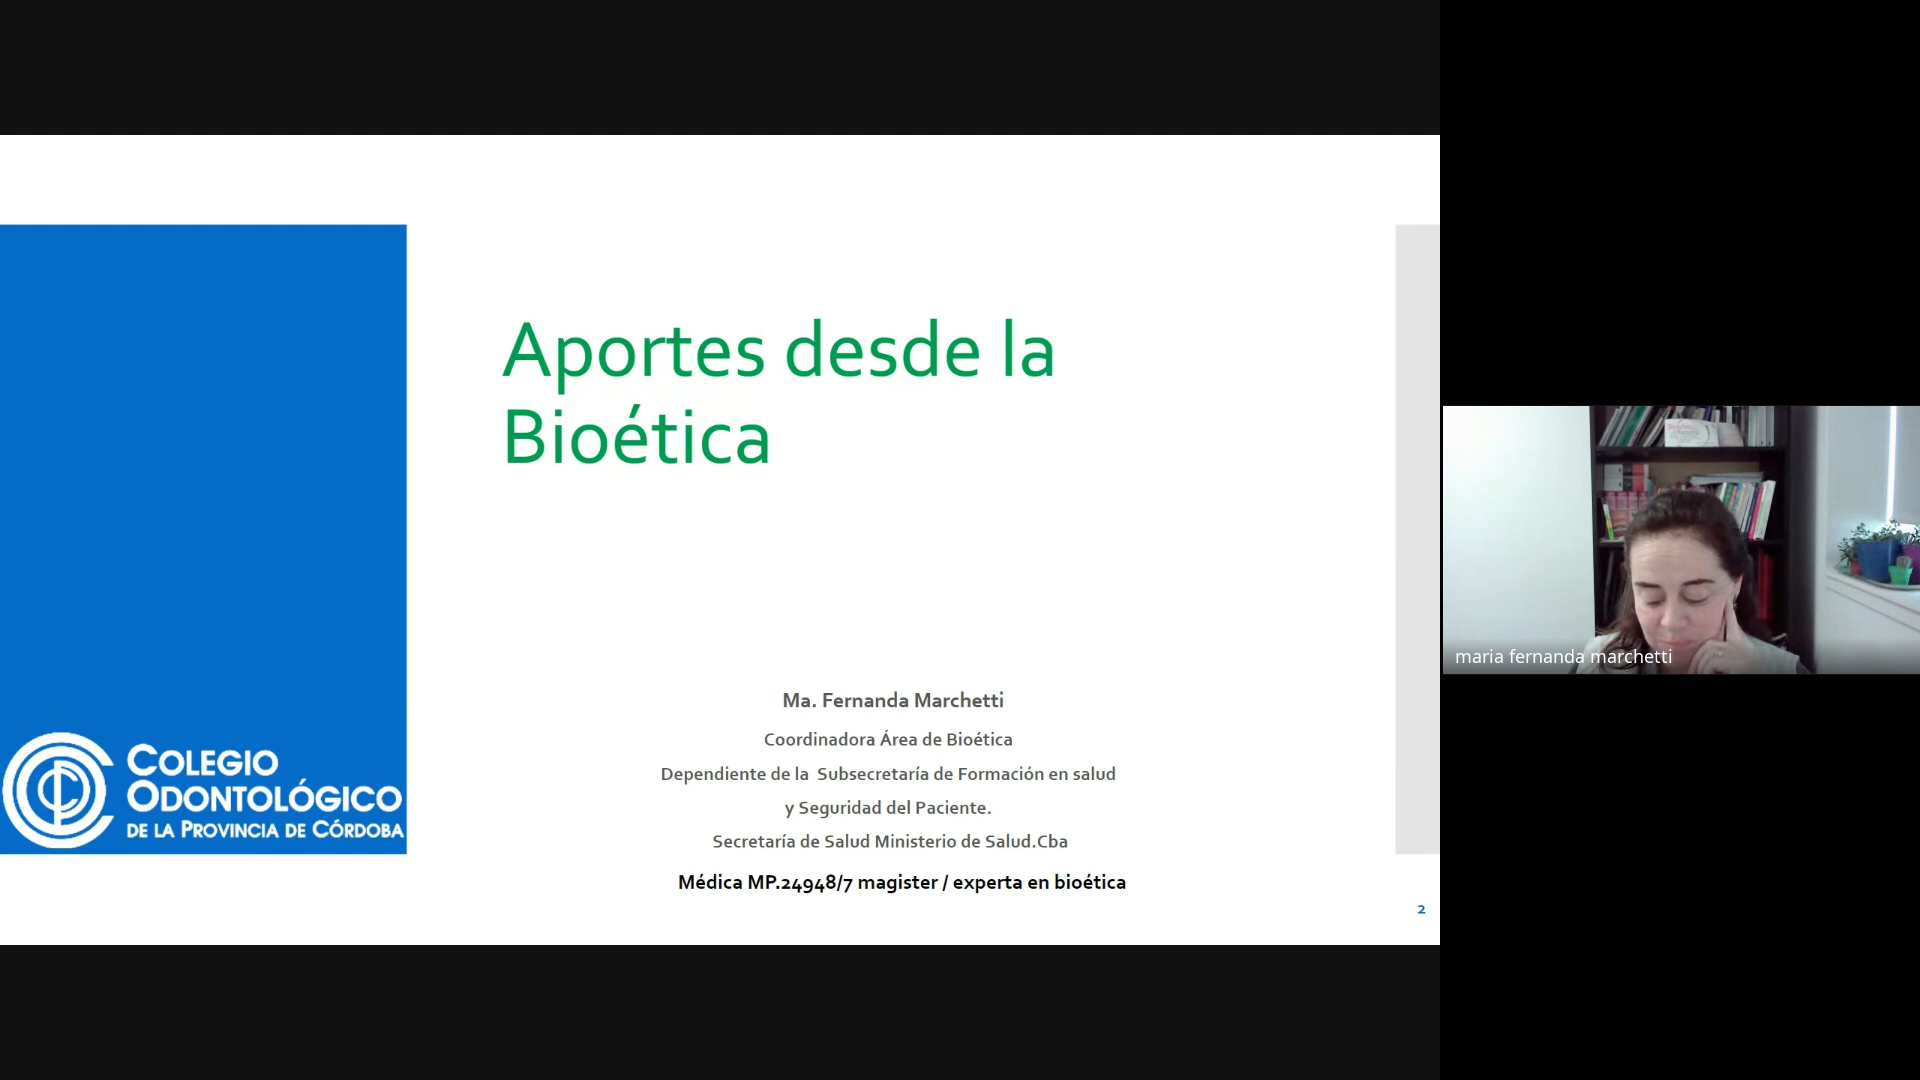 Aportes desde la
Bioética
Ma. Fernanda Marchetti
Coordinadora Área de Bioética
Dependiente de la Subsecretaría de Formación en salud
y Seguridad del Paciente.
Secretaría de Salud Ministerio de Salud.Cba
Médica MP.24948/7 magister / experta en bioética
2
COLEGIO
ODONTOLÓGICO
DE LA PROVINCIA DE CÓRDOBA
maria fernanda marchetti